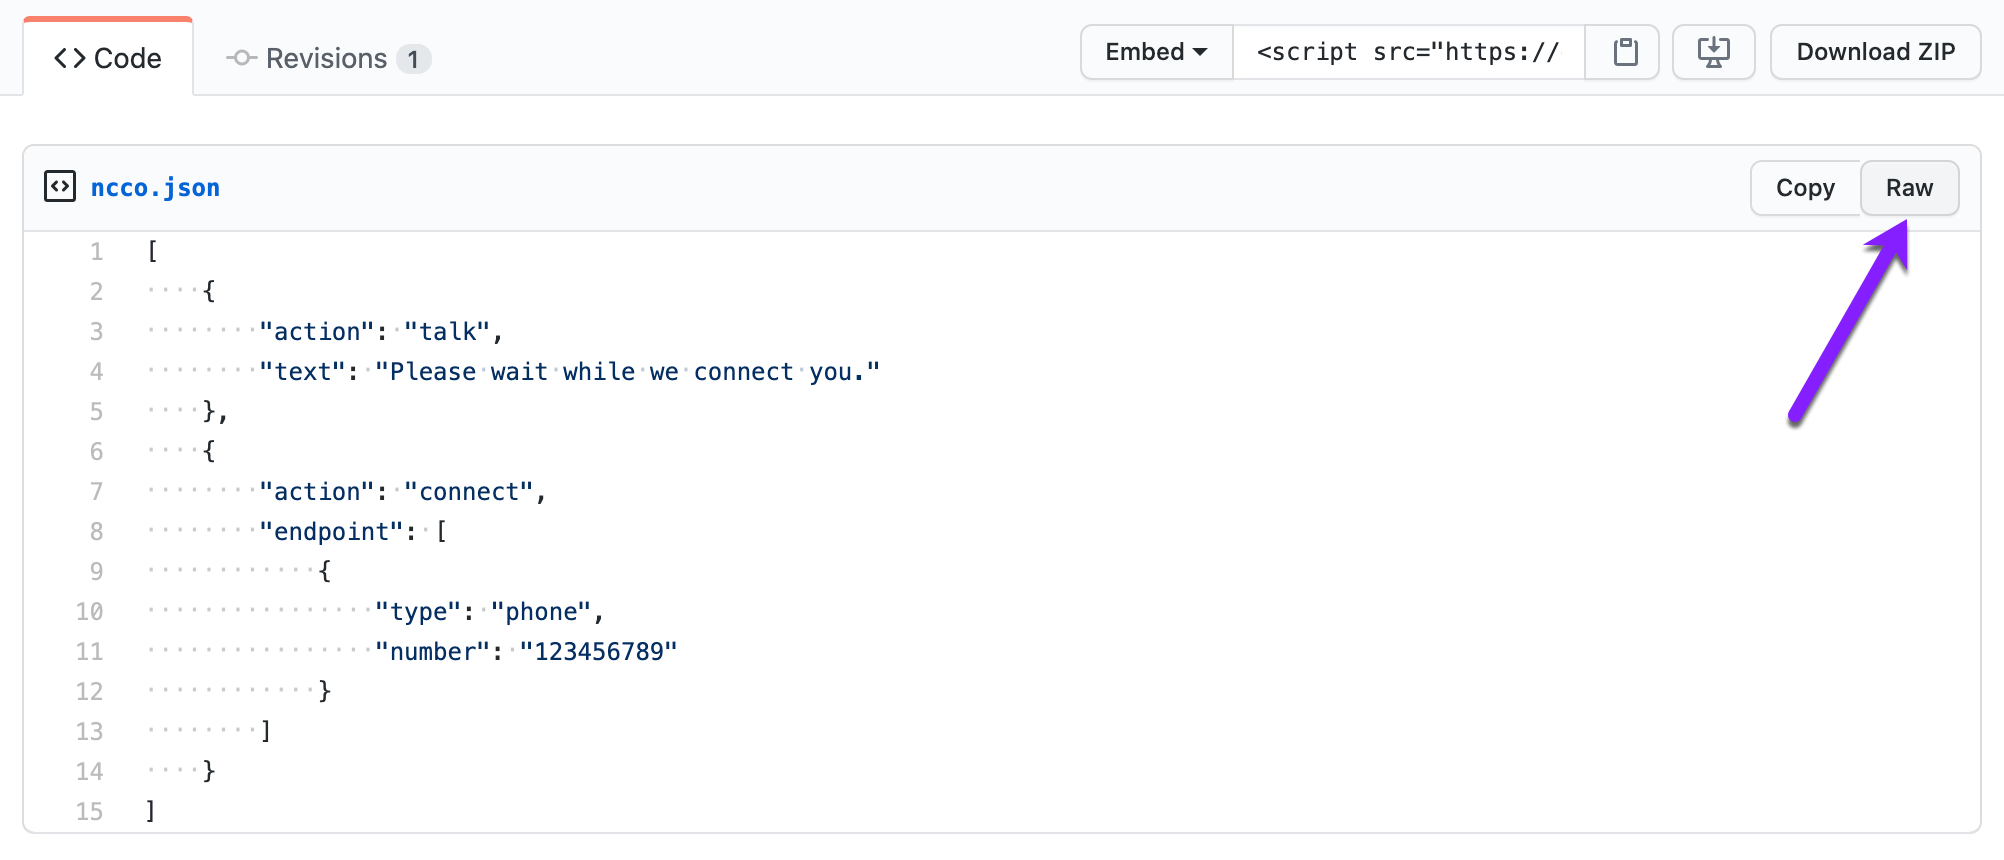 Code Revisions 1 Embed <script src="https:// Download ZIP
ncco.json Copy Raw
1 [
2 ····{
3 ········"action":·"talk",
4 ········"text":·"Please·wait·while·we·connect·you."
5 ····},
6 ····{
7 ········"action":·"connect",
8 ········"endpoint":·[
9 ············{
10 ················"type":·"phone",
11 ················"number":·"123456789"
12 ············}
13 ········]
14 ····}
15 ]